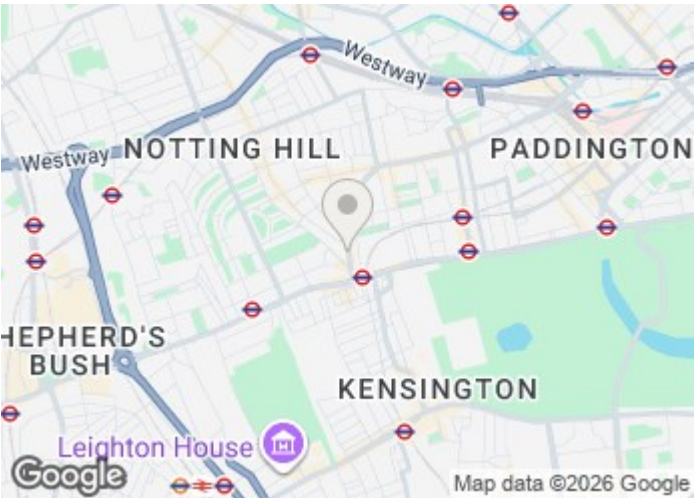 Westway
Westway
NOTTING HILL
PADDINGTON
HEPHERD'S
BUSH
KENSINGTON
Leighton House
Google
Map data ©2026 Google